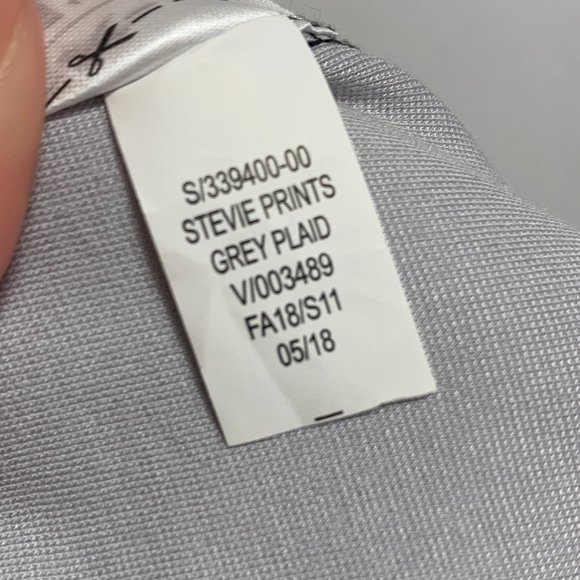 S/339400-00
STEVIE PRINTS
GREY PLAID
V/003489
FA18/S11
05/18